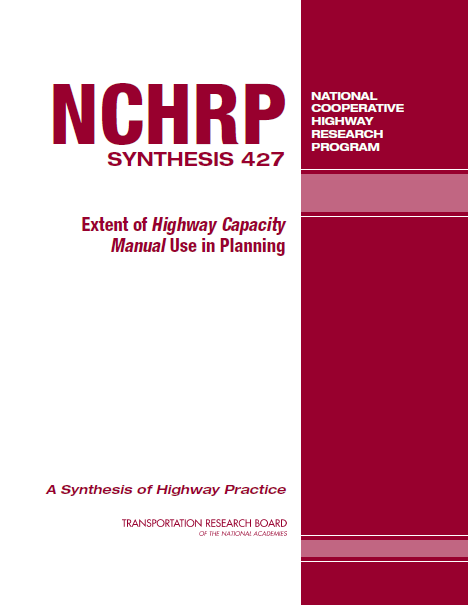 NCHRP
SYNTHESIS 427
NATIONAL
COOPERATIVE
HIGHWAY
RESEARCH
PROGRAM
Extent of Highway Capacity
Manual Use in Planning
A Synthesis of Highway Practice
TRANSPORTATION RESEARCH BOARD
OF THE NATIONAL ACADEMIES